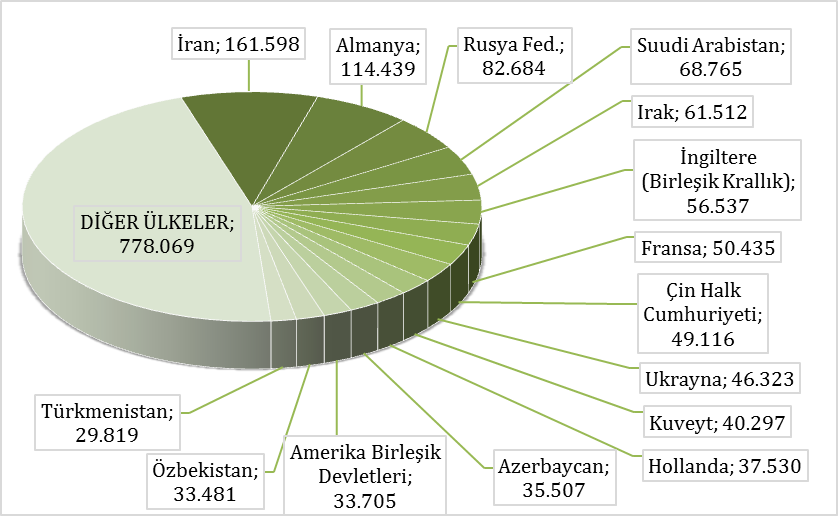 İran; 161.598
Almanya;
114.439
Rusya Fed.;
82.684
Suudi Arabistan;
68.765
Irak; 61.512
İngiltere
(Birleşik Krallık);
56.537
Fransa; 50.435
Çin Halk
Cumhuriyeti;
49.116
Ukrayna; 46.323
Kuveyt; 40.297
Hollanda; 37.530
Azerbaycan;
35.507
Amerika Birleşik
Devletleri;
33.705
Özbekistan;
33.481
Türkmenistan;
29.819
DİĞER ÜLKELER;
778.069